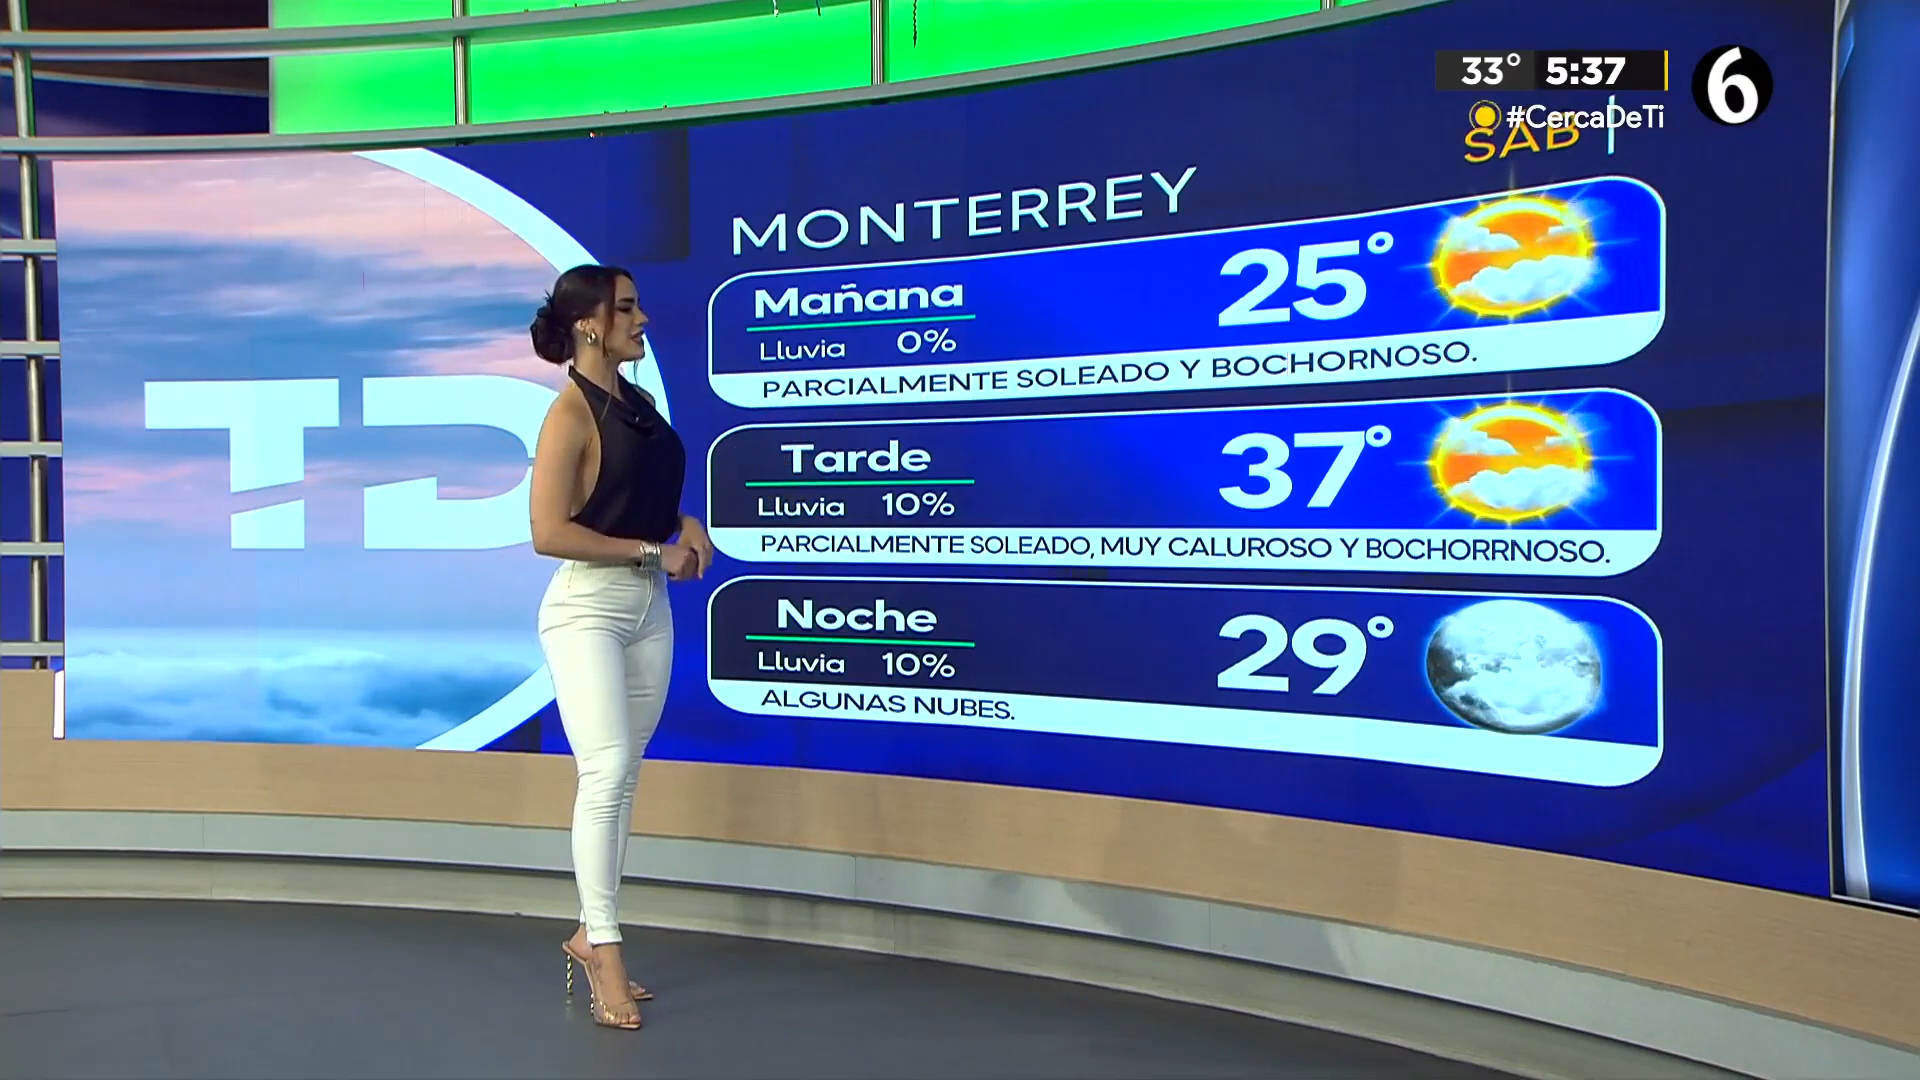 33° 5:37
6
#CercaDeTi
SÁB
MONTERREY
TD
Mañana
25°
Lluvia 0%
PARCIALMENTE SOLEADO Y BOCHORNOSO.
Tarde
37°
Lluvia 10%
PARCIALMENTE SOLEADO, MUY CALUROSO Y BOCHORRNOSO.
Noche
29°
Lluvia 10%
ALGUNAS NUBES.